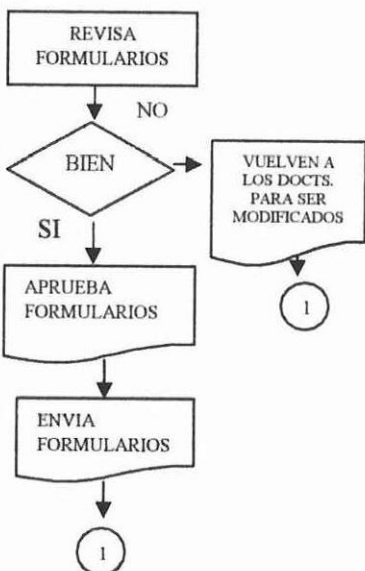 REVISA
FORMULARIOS
NO
BIEN
VUELVEN A
LOS DOCTS.
PARA SER
MODIFICADOS
SI
1
APRUEBA
FORMULARIOS
ENVIA
FORMULARIOS
1